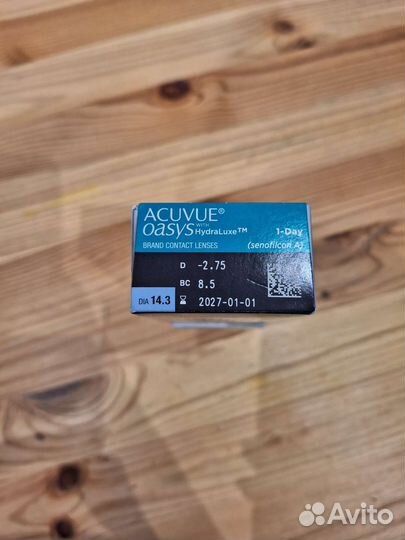 ACUVUE®
oasys WITH HydraLuxe™ 1-Day
BRAND CONTACT LENSES (senofilcon A)
D -2.75
BC 8.5
DIA 14.3 2027-01-01
Avito